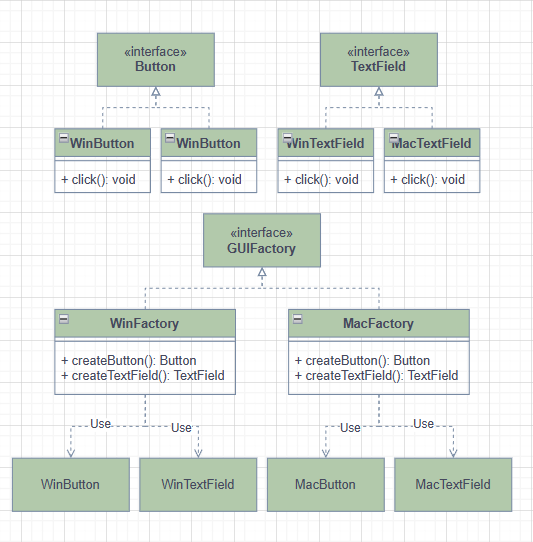 «interface»
Button
«interface»
TextField
WinButton
+ click(): void
WinButton
+ click(): void
WinTextField
+ click(): void
MacTextField
+ click(): void
«interface»
GUIFactory
WinFactory
+ createButton(): Button
+ createTextField(): TextField
MacFactory
+ createButton(): Button
+ createTextField(): TextField
Use
Use
Use
Use
WinButton
WinTextField
MacButton
MacTextField